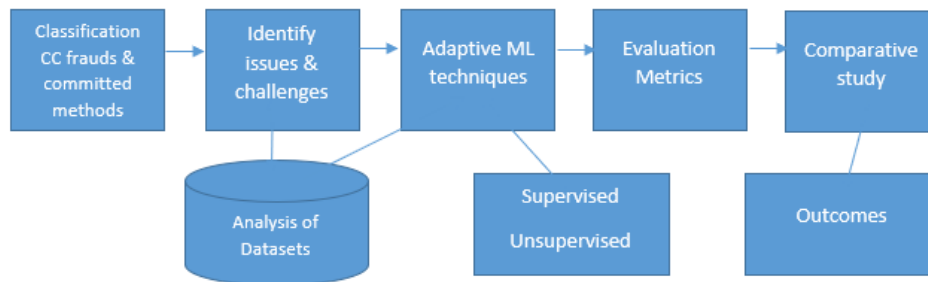 Classification
CC frauds &
committed
methods
Identify
issues &
challenges
Adaptive ML
techniques
Evaluation
Metrics
Comparative
study
Analysis of
Datasets
Supervised
Unsupervised
Outcomes